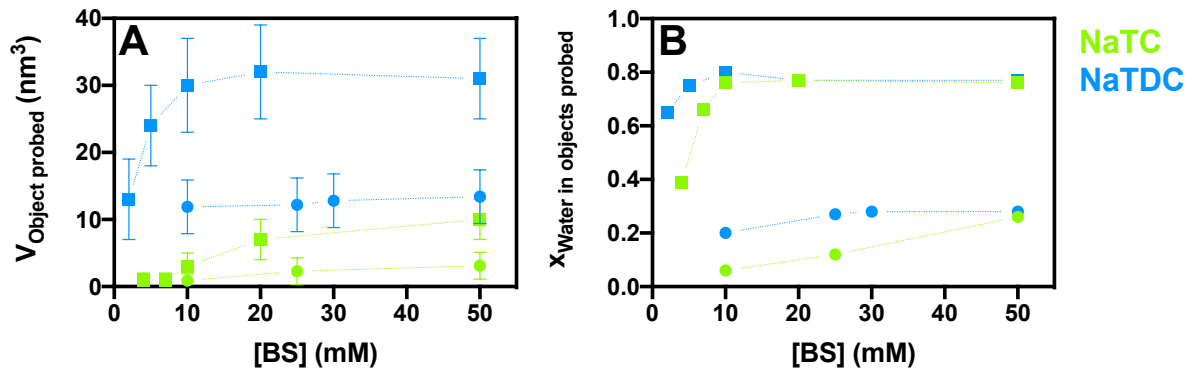 A
V Object probed (nm³)
40
30
20
10
0
0 10 20 30 40 50
[BS] (mM)
B
xWater in objects probed
1.0
0.8
0.6
0.4
0.2
0.0
0 10 20 30 40 50
[BS] (mM)
NaTC
NaTDC